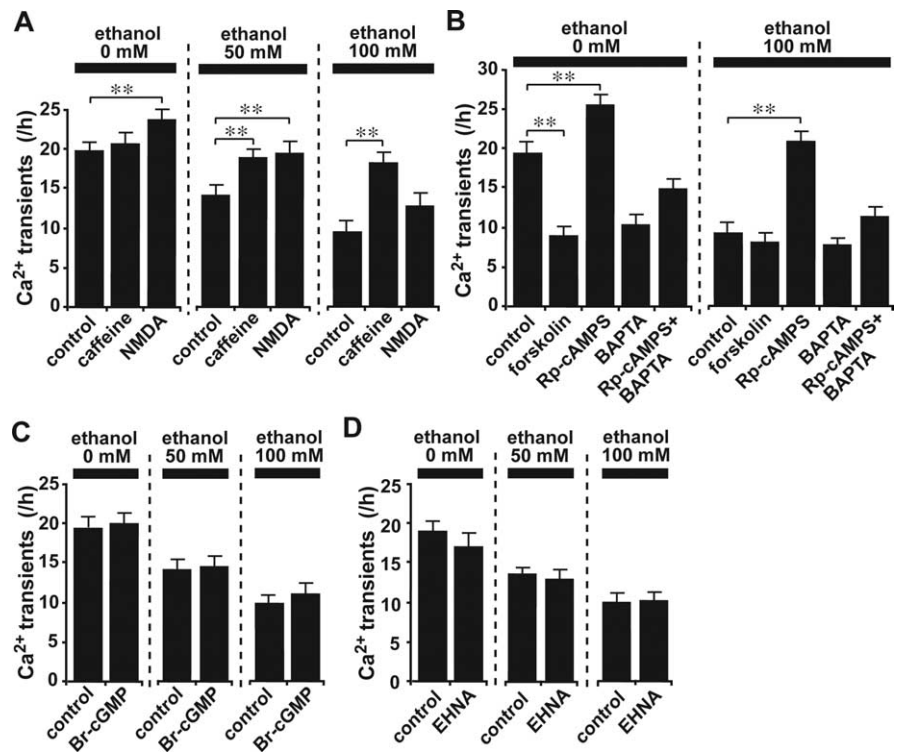 A
ethanol
0 mM
ethanol
50 mM
ethanol
100 mM
Ca2+ transients (/h)
25
20
15
10
5
0
**
**
**
**
control
caffeine
NMDA
control
caffeine
NMDA
control
caffeine
NMDA
B
ethanol
0 mM
ethanol
100 mM
Ca2+ transients (/h)
30
25
20
15
10
5
0
**
**
**
control
forskolin
Rp-cAMPS
BAPTA
Rp-cAMPS+
BAPTA
control
forskolin
Rp-cAMPS
BAPTA
Rp-cAMPS+
BAPTA
C
ethanol
0 mM
ethanol
50 mM
ethanol
100 mM
Ca2+ transients (/h)
25
20
15
10
5
0
control
Br-cGMP
control
Br-cGMP
control
Br-cGMP
D
ethanol
0 mM
ethanol
50 mM
ethanol
100 mM
Ca2+ transients (/h)
25
20
15
10
5
0
control
EHNA
control
EHNA
control
EHNA